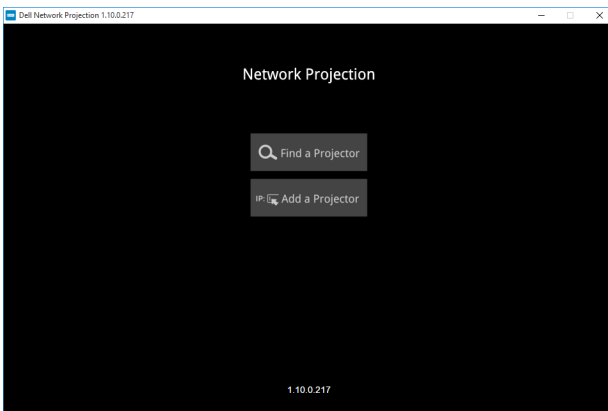 Dell Network Projection 1.10.0.217
Network Projection
Find a Projector
IP: Add a Projector
1.10.0.217